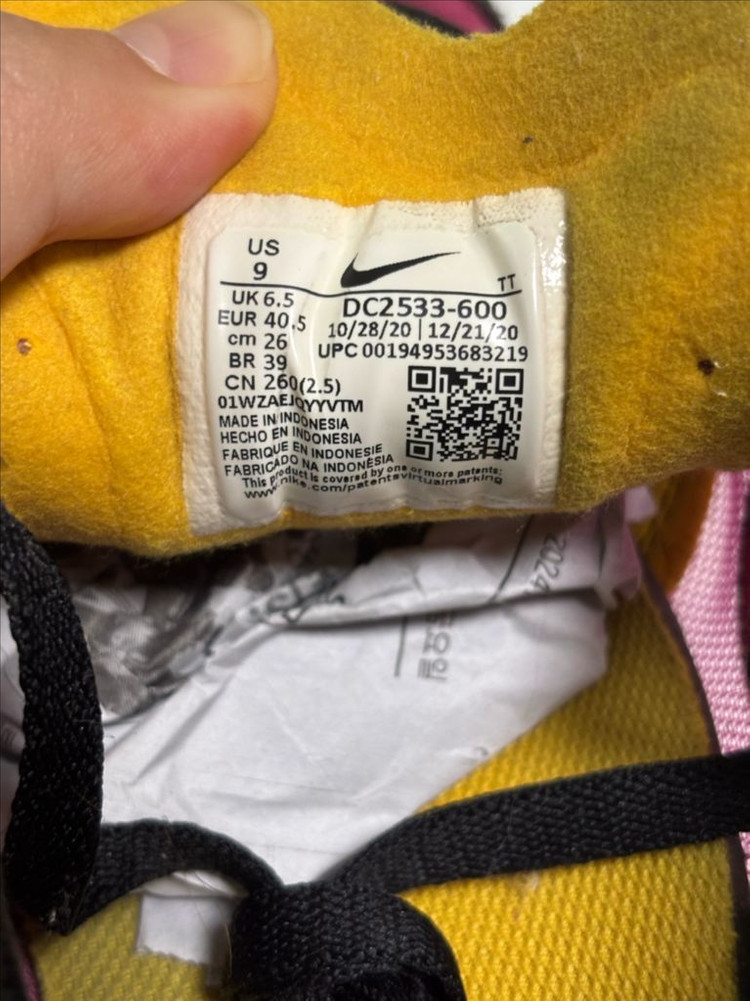 US
9
TT
UK 6.5
EUR 40.5
cm 26
BR 39
CN 260(2.5)
DC2533-600
10/28/20 | 12/21/20
UPC 00194953683219
01WZAEJQYYVTM
MADE IN INDONESIA
HECHO EN INDONESIA
FABRIQUE EN INDONESIE
FABRICADO NA INDONÉSIA
This product is covered by one or more patents:
www.nike.com/patentsvirtualmarking
2024